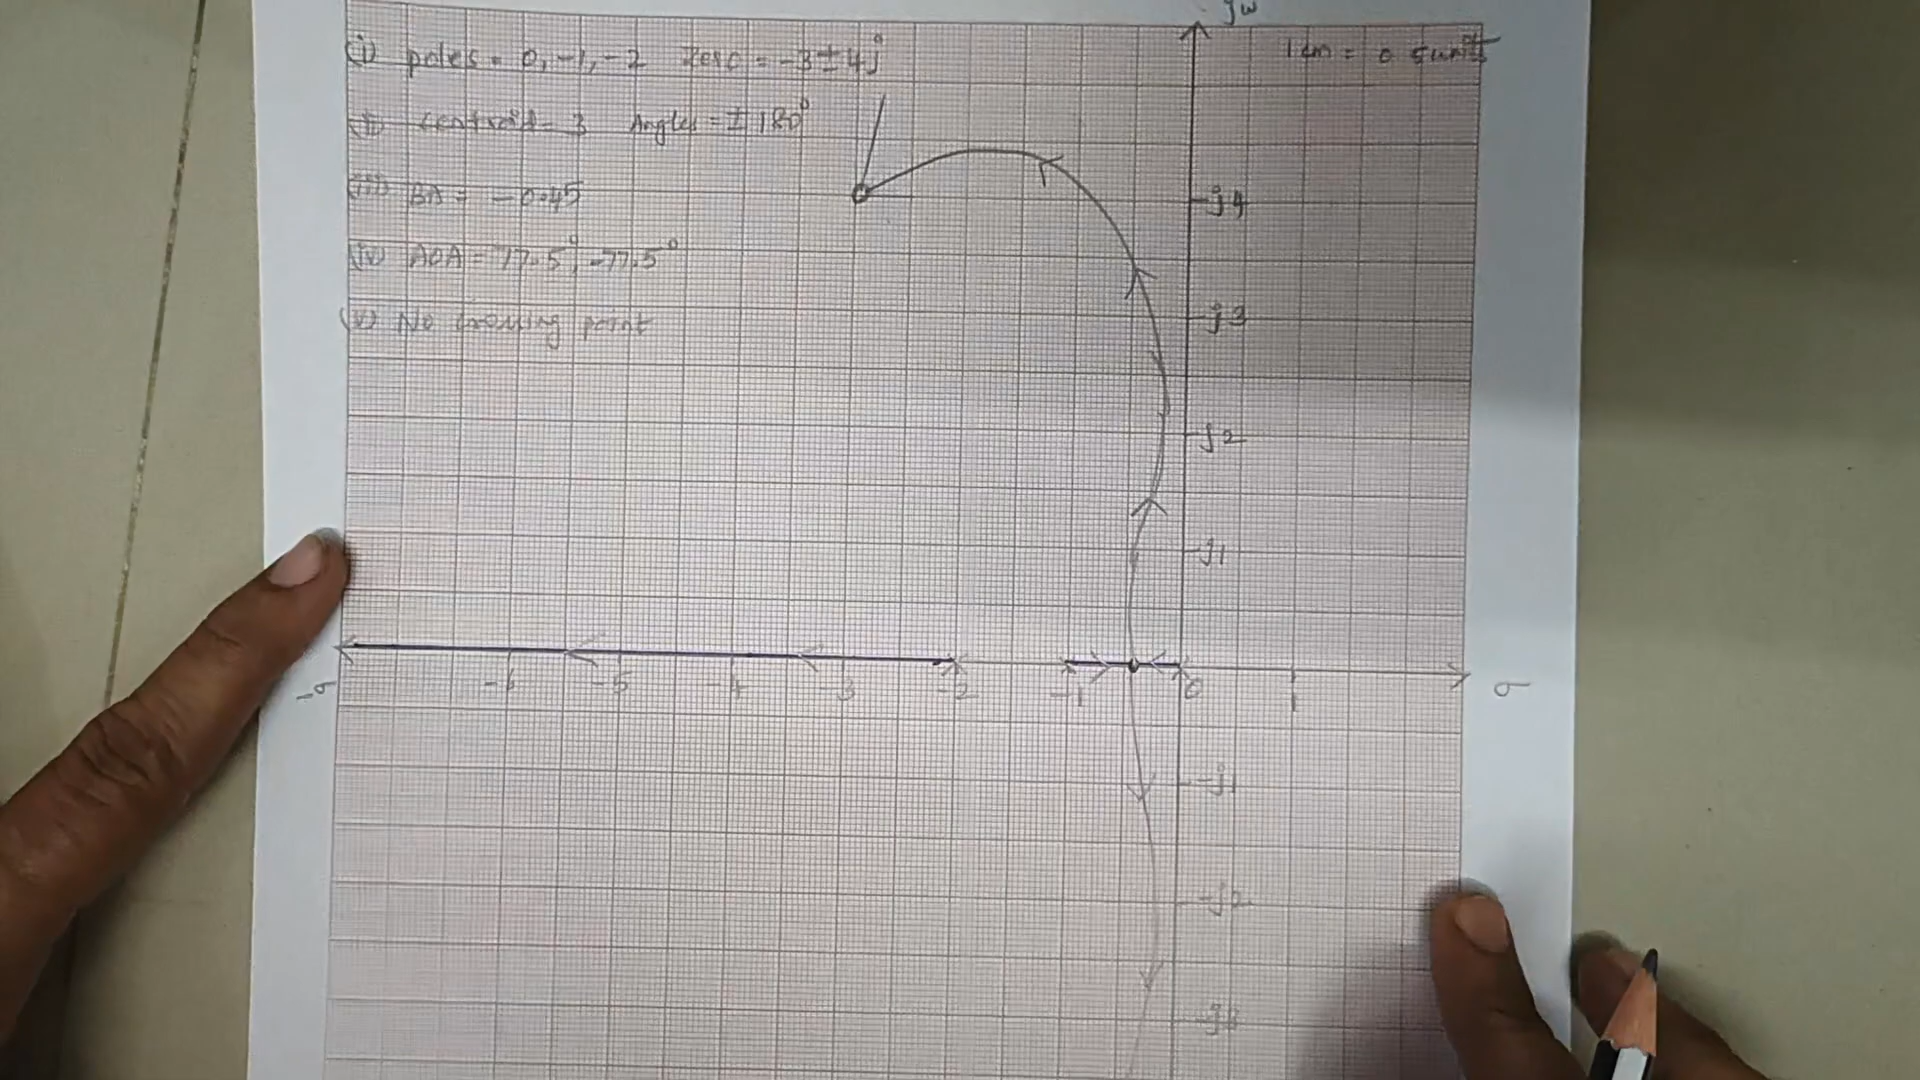 jω
(i) poles = 0, -1, -2 zero = -3±4j
1cm = 0.5units
(ii) centroid = 3 Angles = ±180°
(iii) BA = -0.45
j4
(iv) AOA = 77.5°, -77.5°
(v) No crossing point
j3
j2
j1
-σ -6 -5 -4 -3 -2 -1 0 1 σ
-j1
-j2
-j3